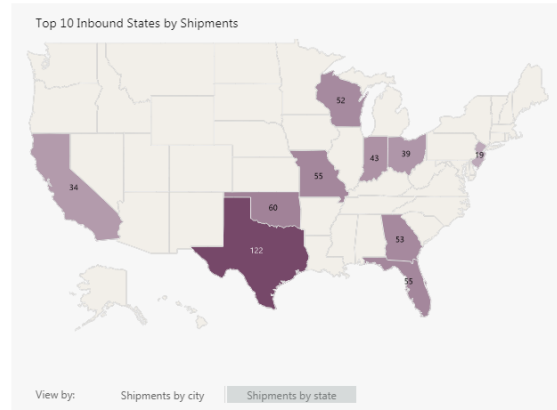 Top 10 Inbound States by Shipments
52
43
39
19
34
55
60
53
122
55
View by:
Shipments by city
Shipments by state